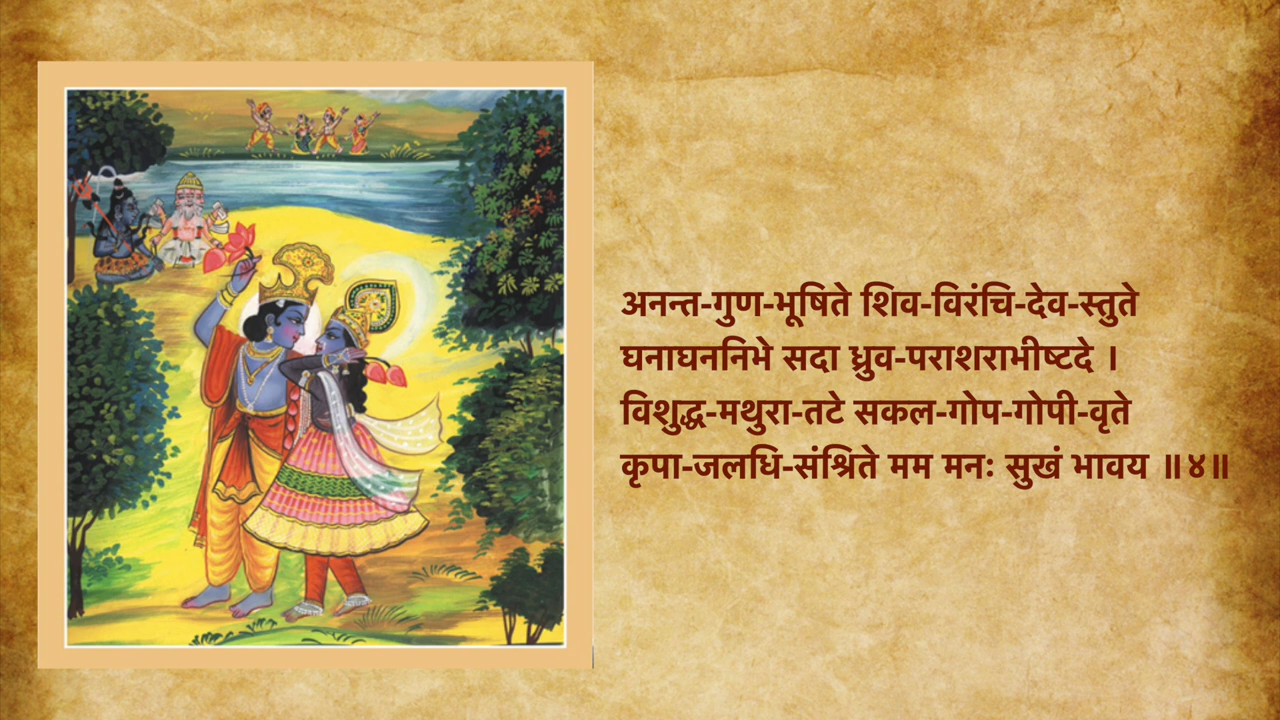 अनन्त-गुण-भूषिते शिव-विरंचि-देव-स्तुते
घनाघननिभे सदा ध्रुव-पराशराभीष्टदे ।
विशुद्ध-मथुरा-तटे सकल-गोप-गोपी-वृते
कृपा-जलधि-संश्रिते मम मनः सुखं भावय ॥४॥